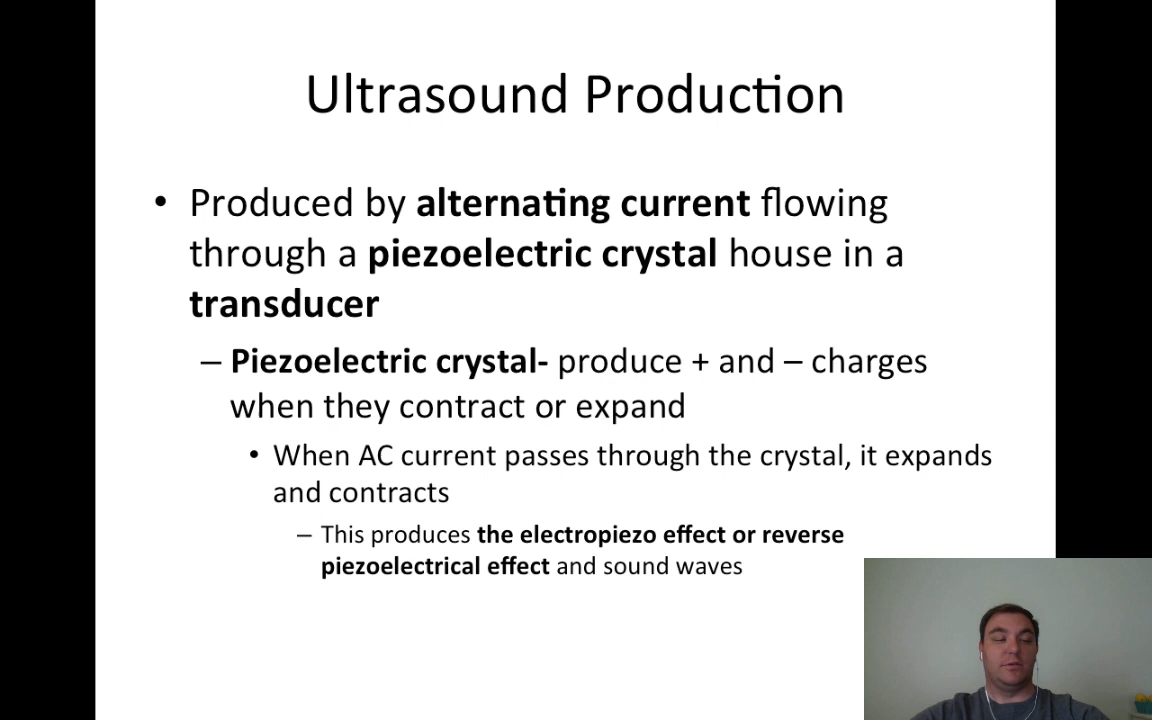 Ultrasound Production
• Produced by alternating current flowing
through a piezoelectric crystal house in a
transducer
– Piezoelectric crystal- produce + and – charges
when they contract or expand
• When AC current passes through the crystal, it expands
and contracts
– This produces the electropiezo effect or reverse
piezoelectrical effect and sound waves